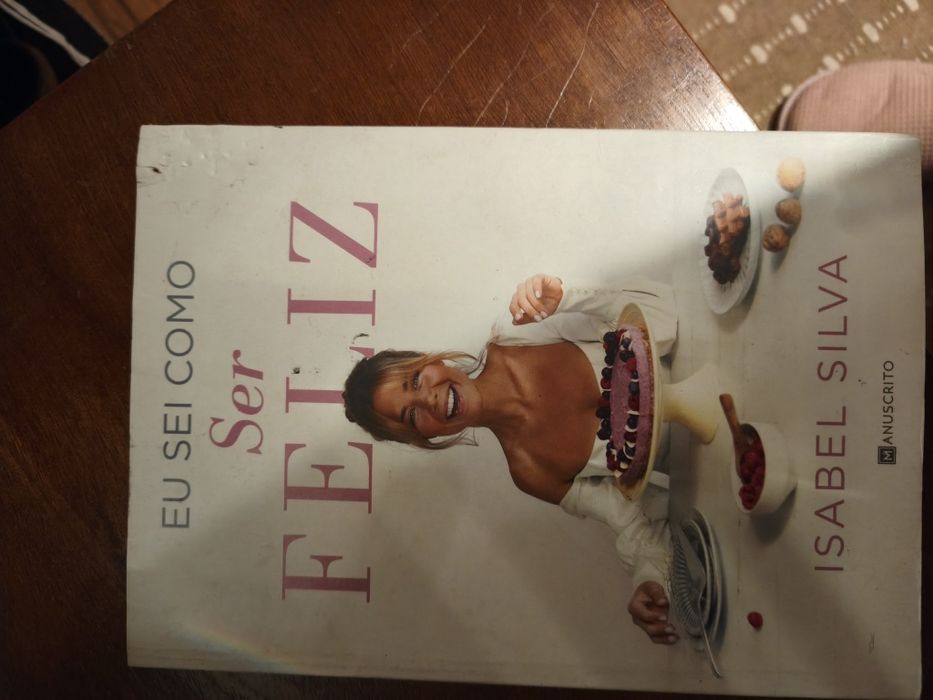 EU SEI COMO
Ser
FELIZ
ISABEL SILVA
MANUSCRITO